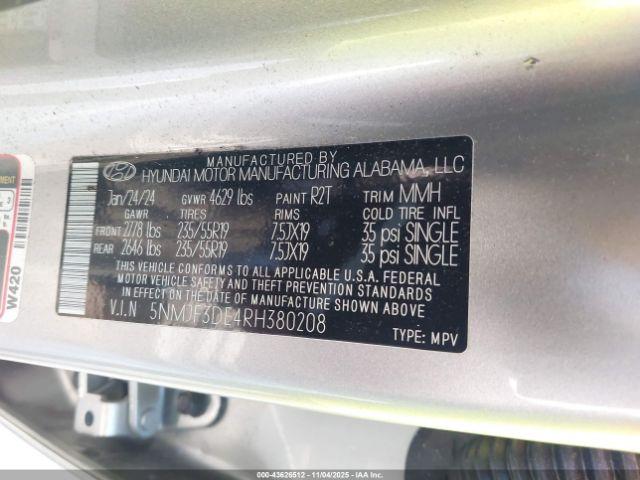 MANUFACTURED BY
HYUNDAI MOTOR MANUFACTURING ALABAMA, LLC
Jan/24/24 GVWR 4629 lbs PAINT R2T TRIM MMH
GAWR TIRES RIMS COLD TIRE INFL
FRONT 2778 lbs 235/55R19 7.5JX19 35 psi SINGLE
REAR 2646 lbs 235/55R19 7.5JX19 35 psi SINGLE
THIS VEHICLE CONFORMS TO ALL APPLICABLE U.S.A. FEDERAL
MOTOR VEHICLE SAFETY BUMPER, AND THEFT PREVENTION
STANDARDS IN EFFECT ON THE DATE OF MANUFACTURE SHOWN ABOVE.
V.I.N 5NMJF3DE4RH380208
TYPE: MPV
W420
000-43626512 - 11/04/2025 - IAAI.COM